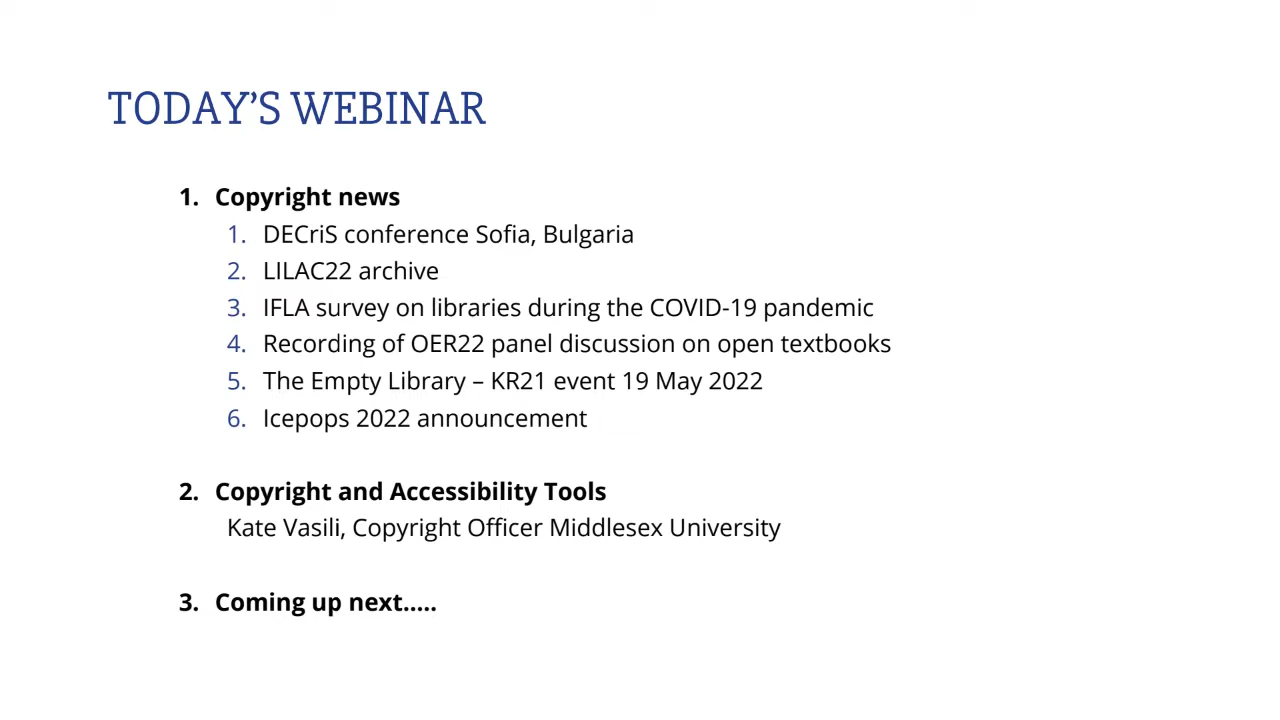 TODAY’S WEBINAR
1. Copyright news
1. DECriS conference Sofia, Bulgaria
2. LILAC22 archive
3. IFLA survey on libraries during the COVID-19 pandemic
4. Recording of OER22 panel discussion on open textbooks
5. The Empty Library – KR21 event 19 May 2022
6. Icepops 2022 announcement
2. Copyright and Accessibility Tools
Kate Vasili, Copyright Officer Middlesex University
3. Coming up next.....